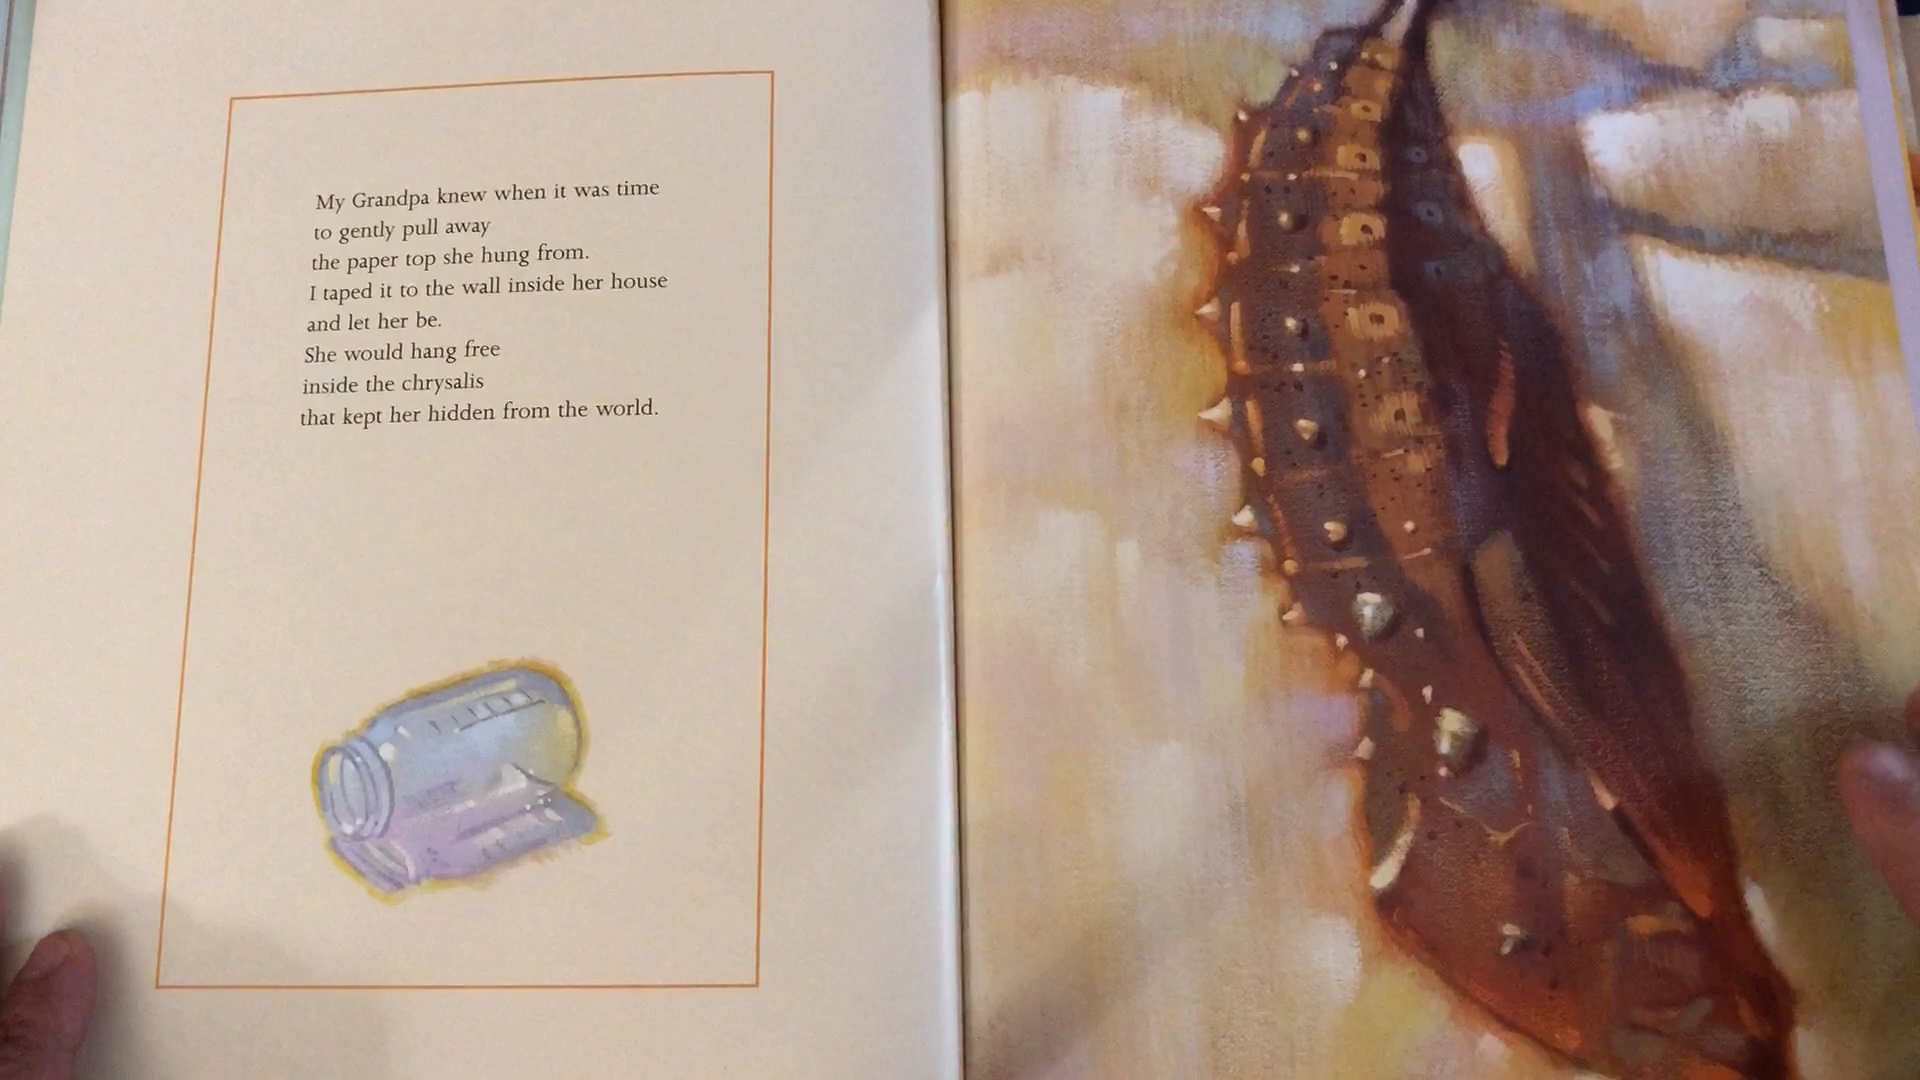 My Grandpa knew when it was time
to gently pull away
the paper top she hung from.
I taped it to the wall inside her house
and let her be.
She would hang free
inside the chrysalis
that kept her hidden from the world.